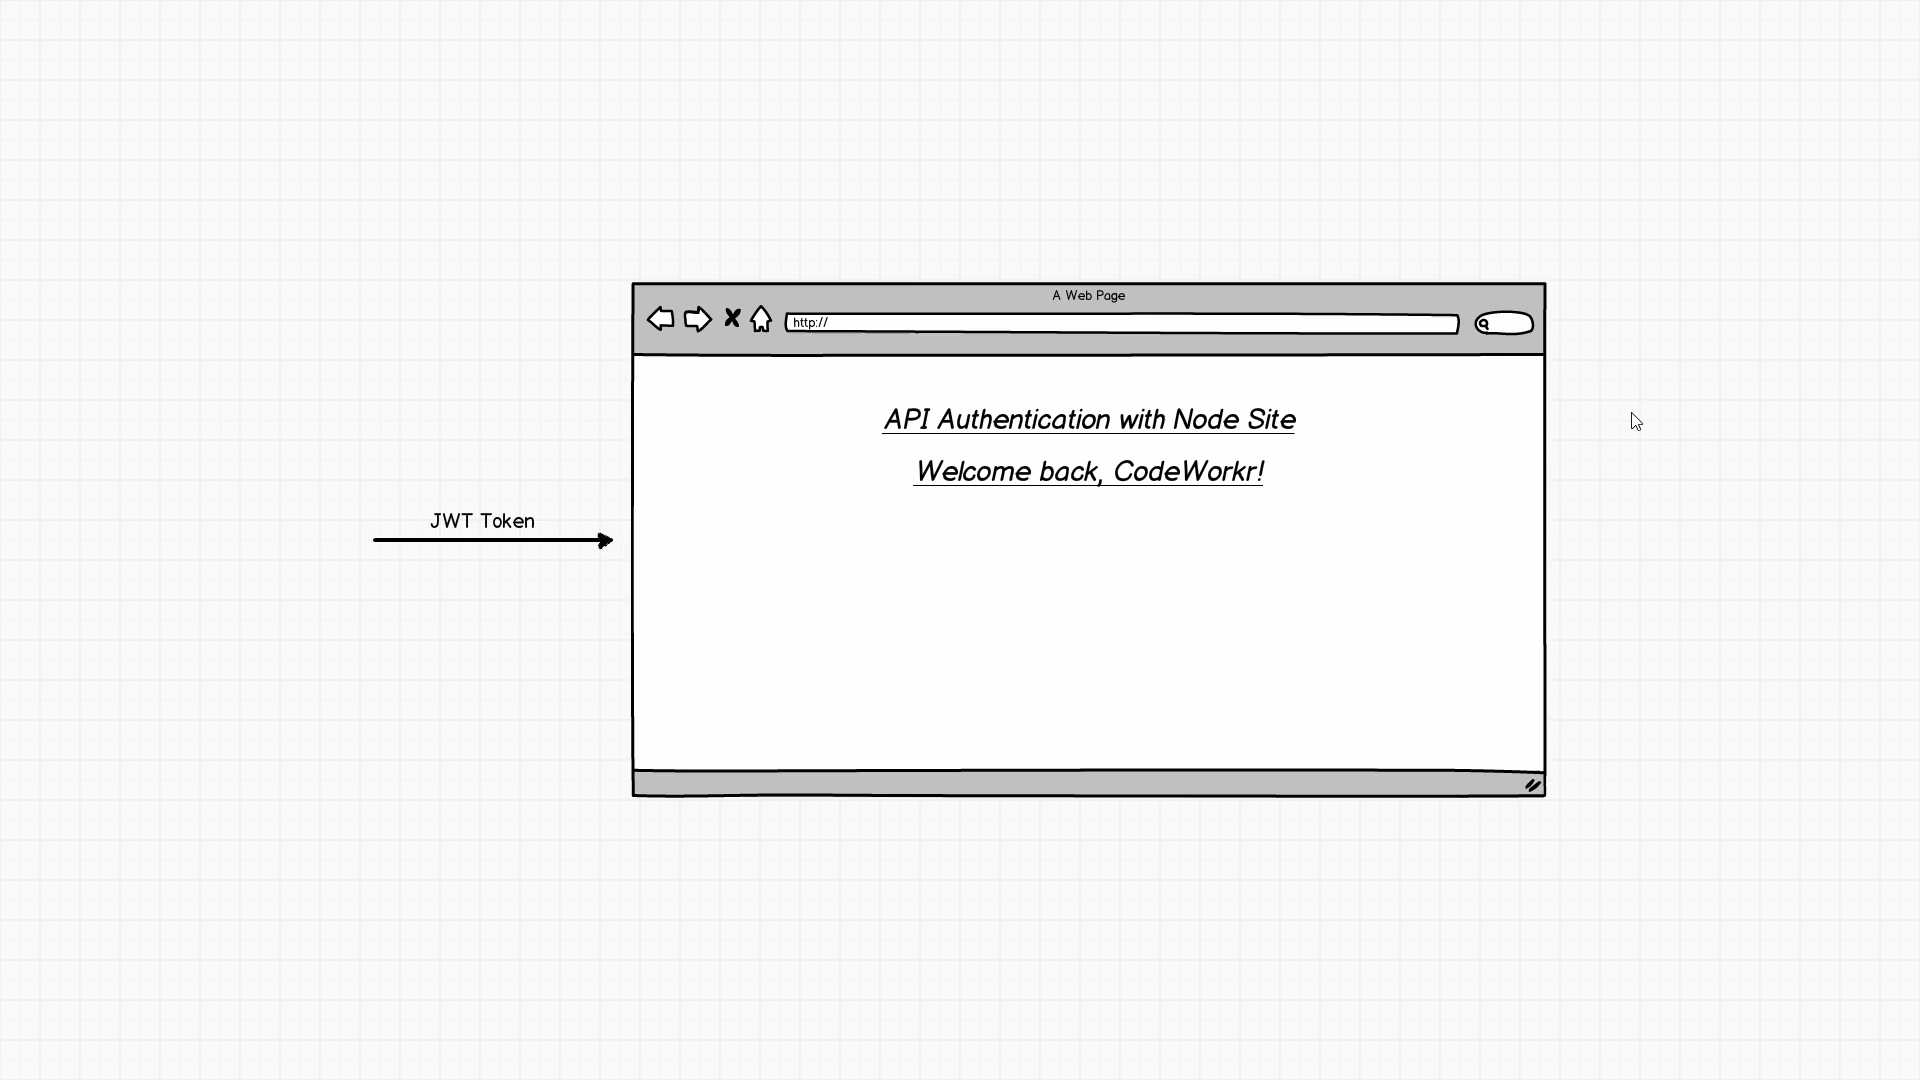 A Web Page
http://
API Authentication with Node Site
Welcome back, CodeWorkr!
JWT Token